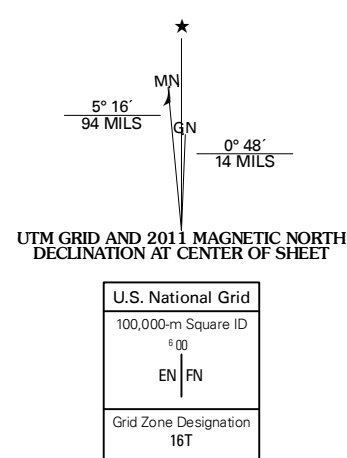 ★
MN
5° 16´
94 MILS
GN
0° 48´
14 MILS
UTM GRID AND 2011 MAGNETIC NORTH
DECLINATION AT CENTER OF SHEET
U.S. National Grid
100,000-m Square ID
⁶00
EN FN
Grid Zone Designation
16T